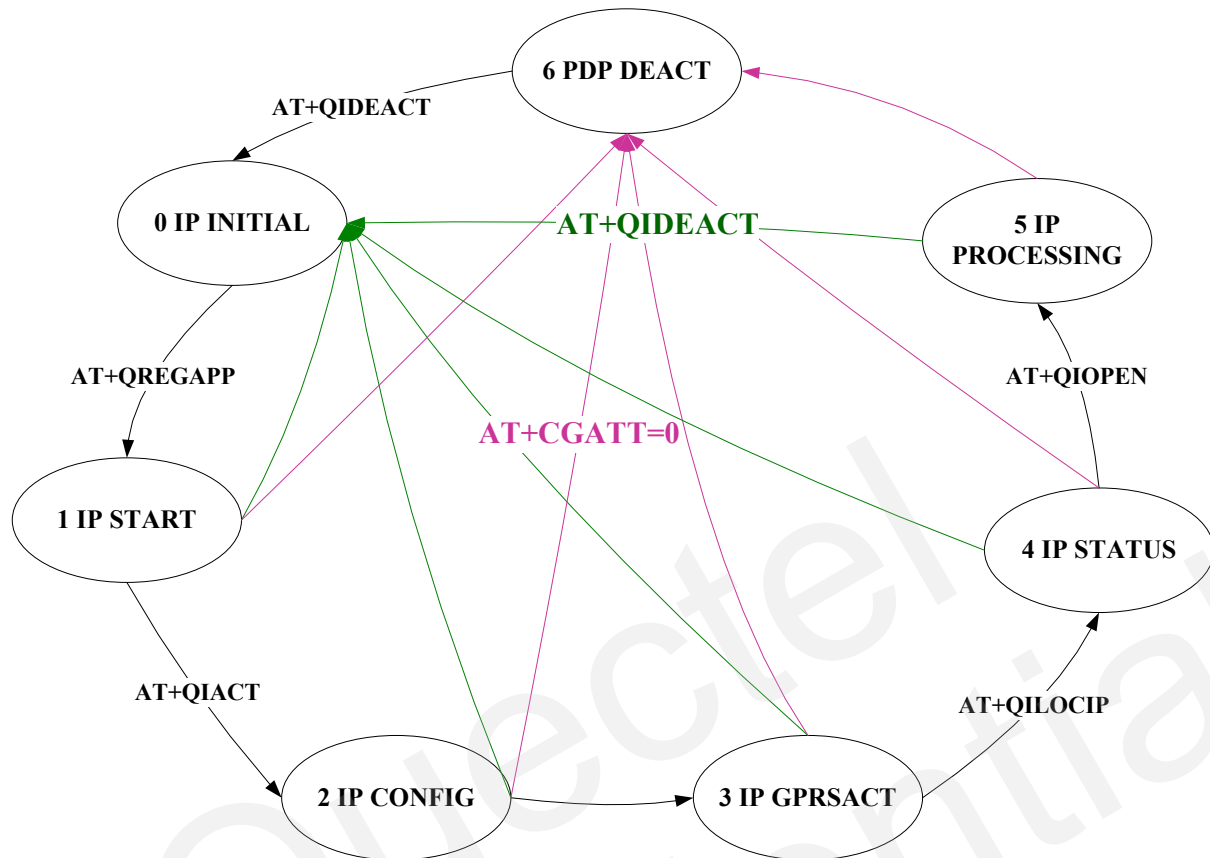 6 PDP DEACT
AT+QIDEACT
0 IP INITIAL
AT+QIDEACT
5 IP
PROCESSING
AT+QREGAPP
AT+QIOPEN
AT+CGATT=0
1 IP START
4 IP STATUS
AT+QIACT
AT+QILOCIP
2 IP CONFIG
3 IP GPRSACT
Quectel